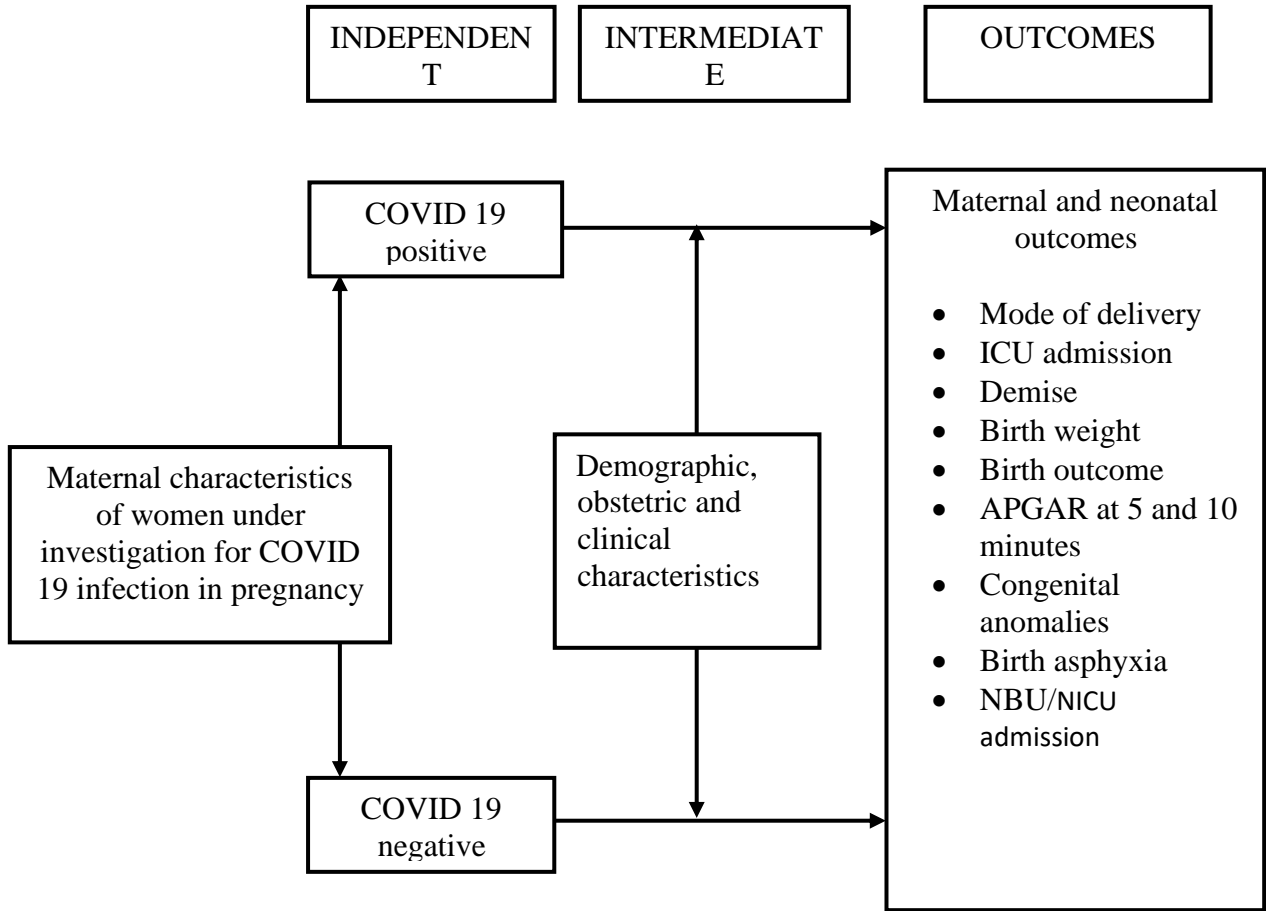 INDEPENDEN
T
INTERMEDIAT
E
OUTCOMES
COVID 19
positive
Maternal characteristics
of women under
investigation for COVID
19 infection in pregnancy
Demographic,
obstetric and
clinical
characteristics
COVID 19
negative
Maternal and neonatal
outcomes
• Mode of delivery
• ICU admission
• Demise
• Birth weight
• Birth outcome
• APGAR at 5 and 10
minutes
• Congenital
anomalies
• Birth asphyxia
• NBU/NICU
admission